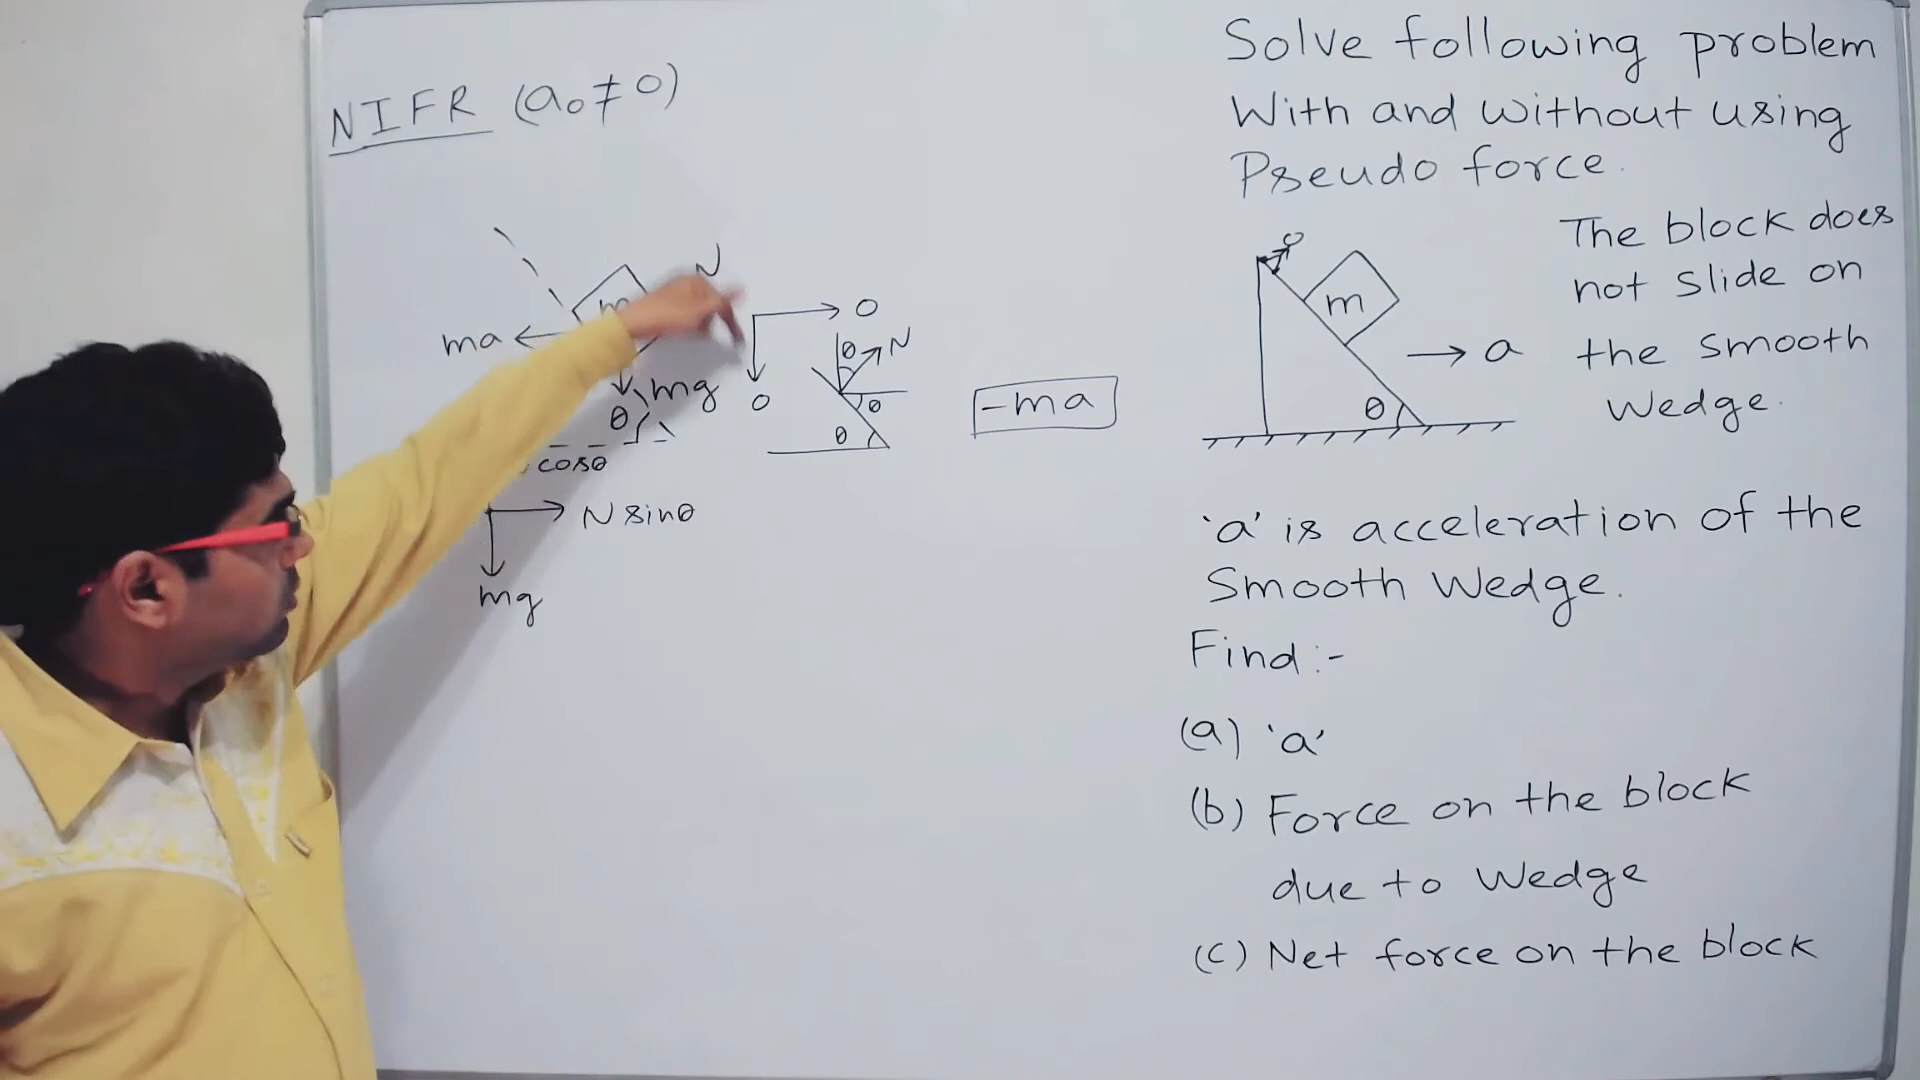 NIFR (a₀≠0)
N
m
ma
mg
θ
cosθ
N sinθ
mg
0
0
θ
N
θ
θ
-ma
Solve following problem
With and without using
Pseudo force.
The block does
not slide on
the smooth
Wedge.
m
a
θ
'a' is acceleration of the
Smooth Wedge.
Find :-
(a) 'a'
(b) Force on the block
due to Wedge
(c) Net force on the block